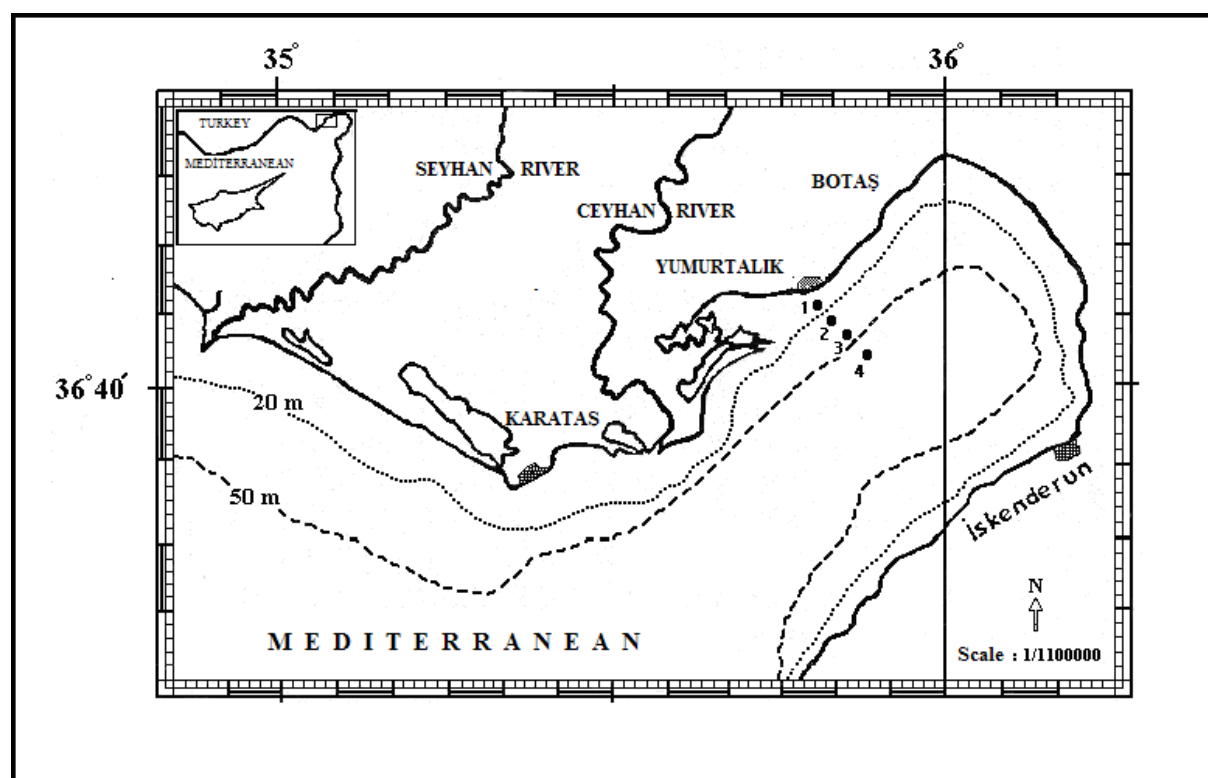 35°
36°
TURKEY
MEDITERRANEAN
SEYHAN RIVER
BOTAŞ
CEYHAN RIVER
YUMURTALIK
1
2
3
4
36°40'
20 m
KARATAS
50 m
İskenderun
N
MEDITERRANEAN
Scale : 1/1100000